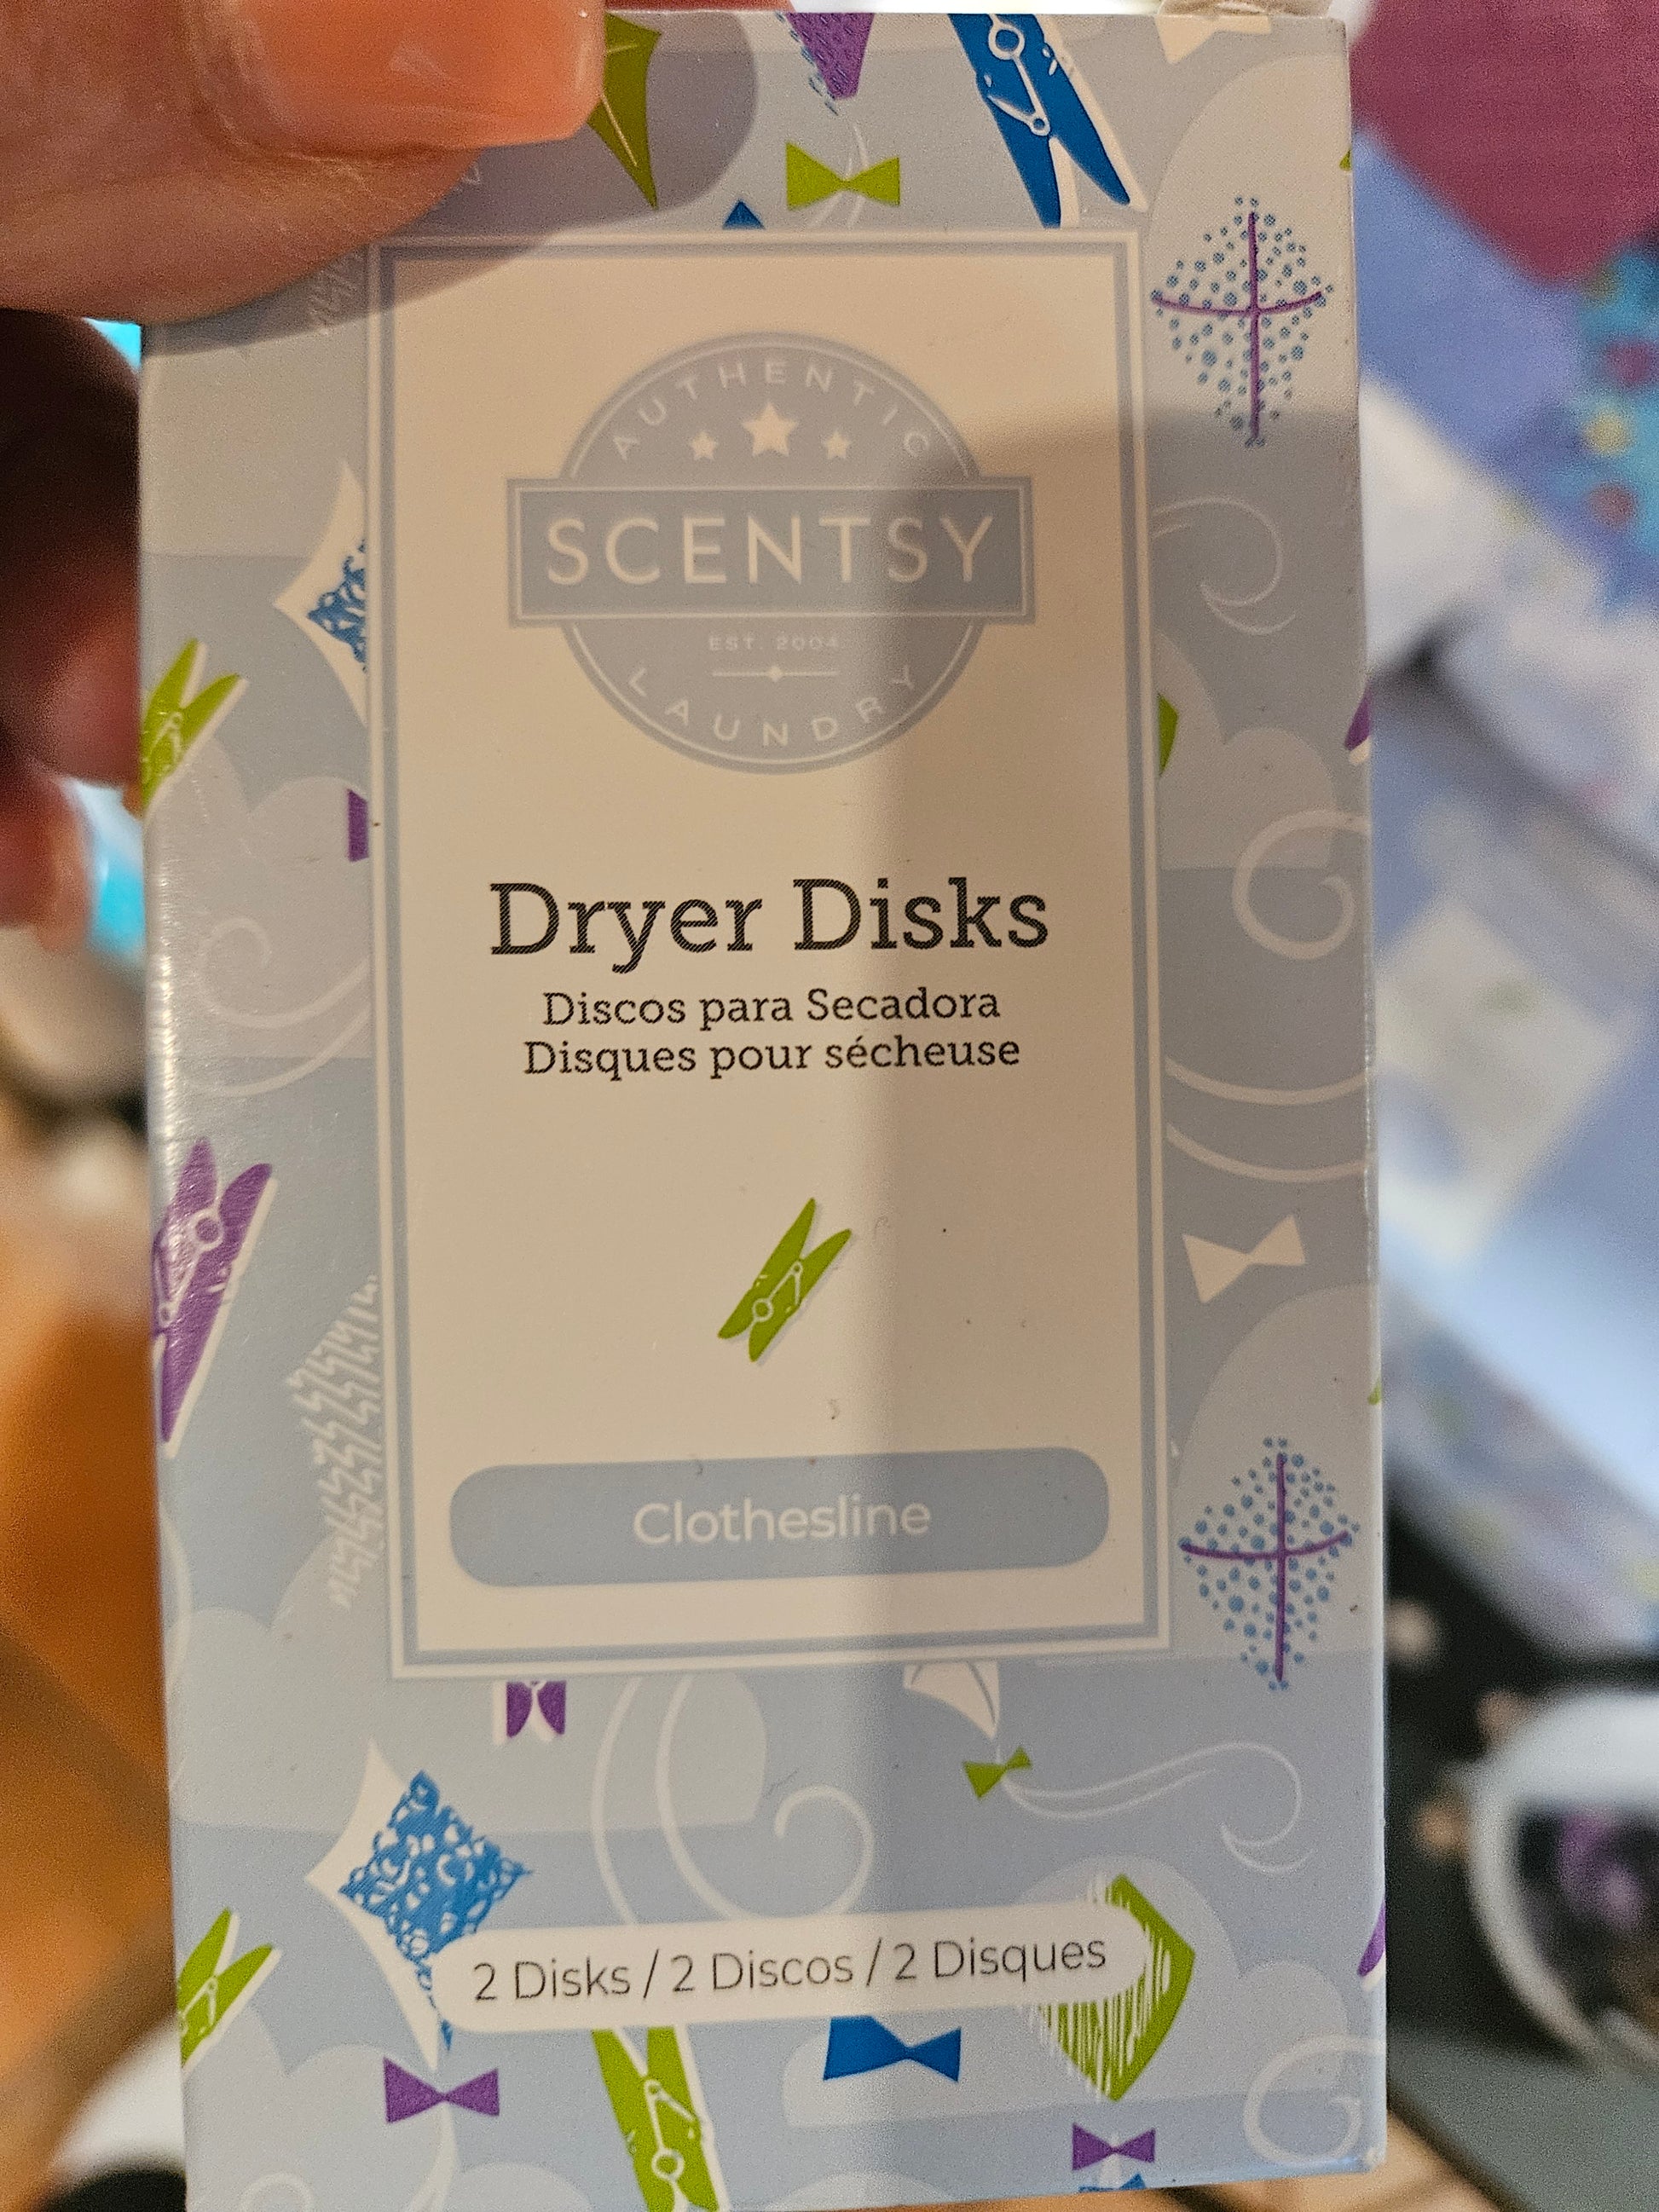 AUTHENTIC
SCENTSY
EST. 2004
LAUNDRY
Dryer Disks
Discos para Secadora
Disques pour sécheuse
Clothesline
2 Disks / 2 Discos / 2 Disques